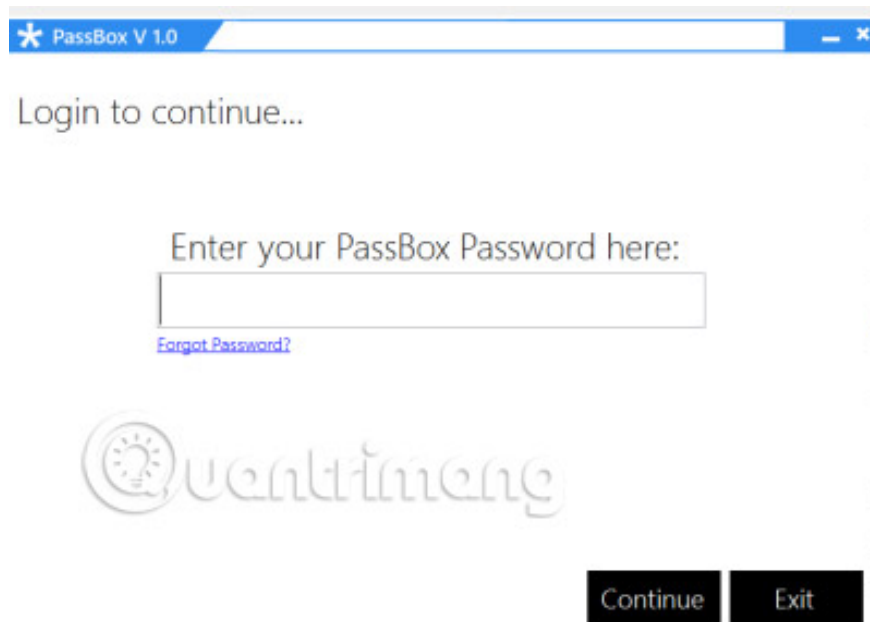 PassBox V 1.0
Login to continue...
Enter your PassBox Password here:
Forgot Password?
Quantrimang
Continue Exit